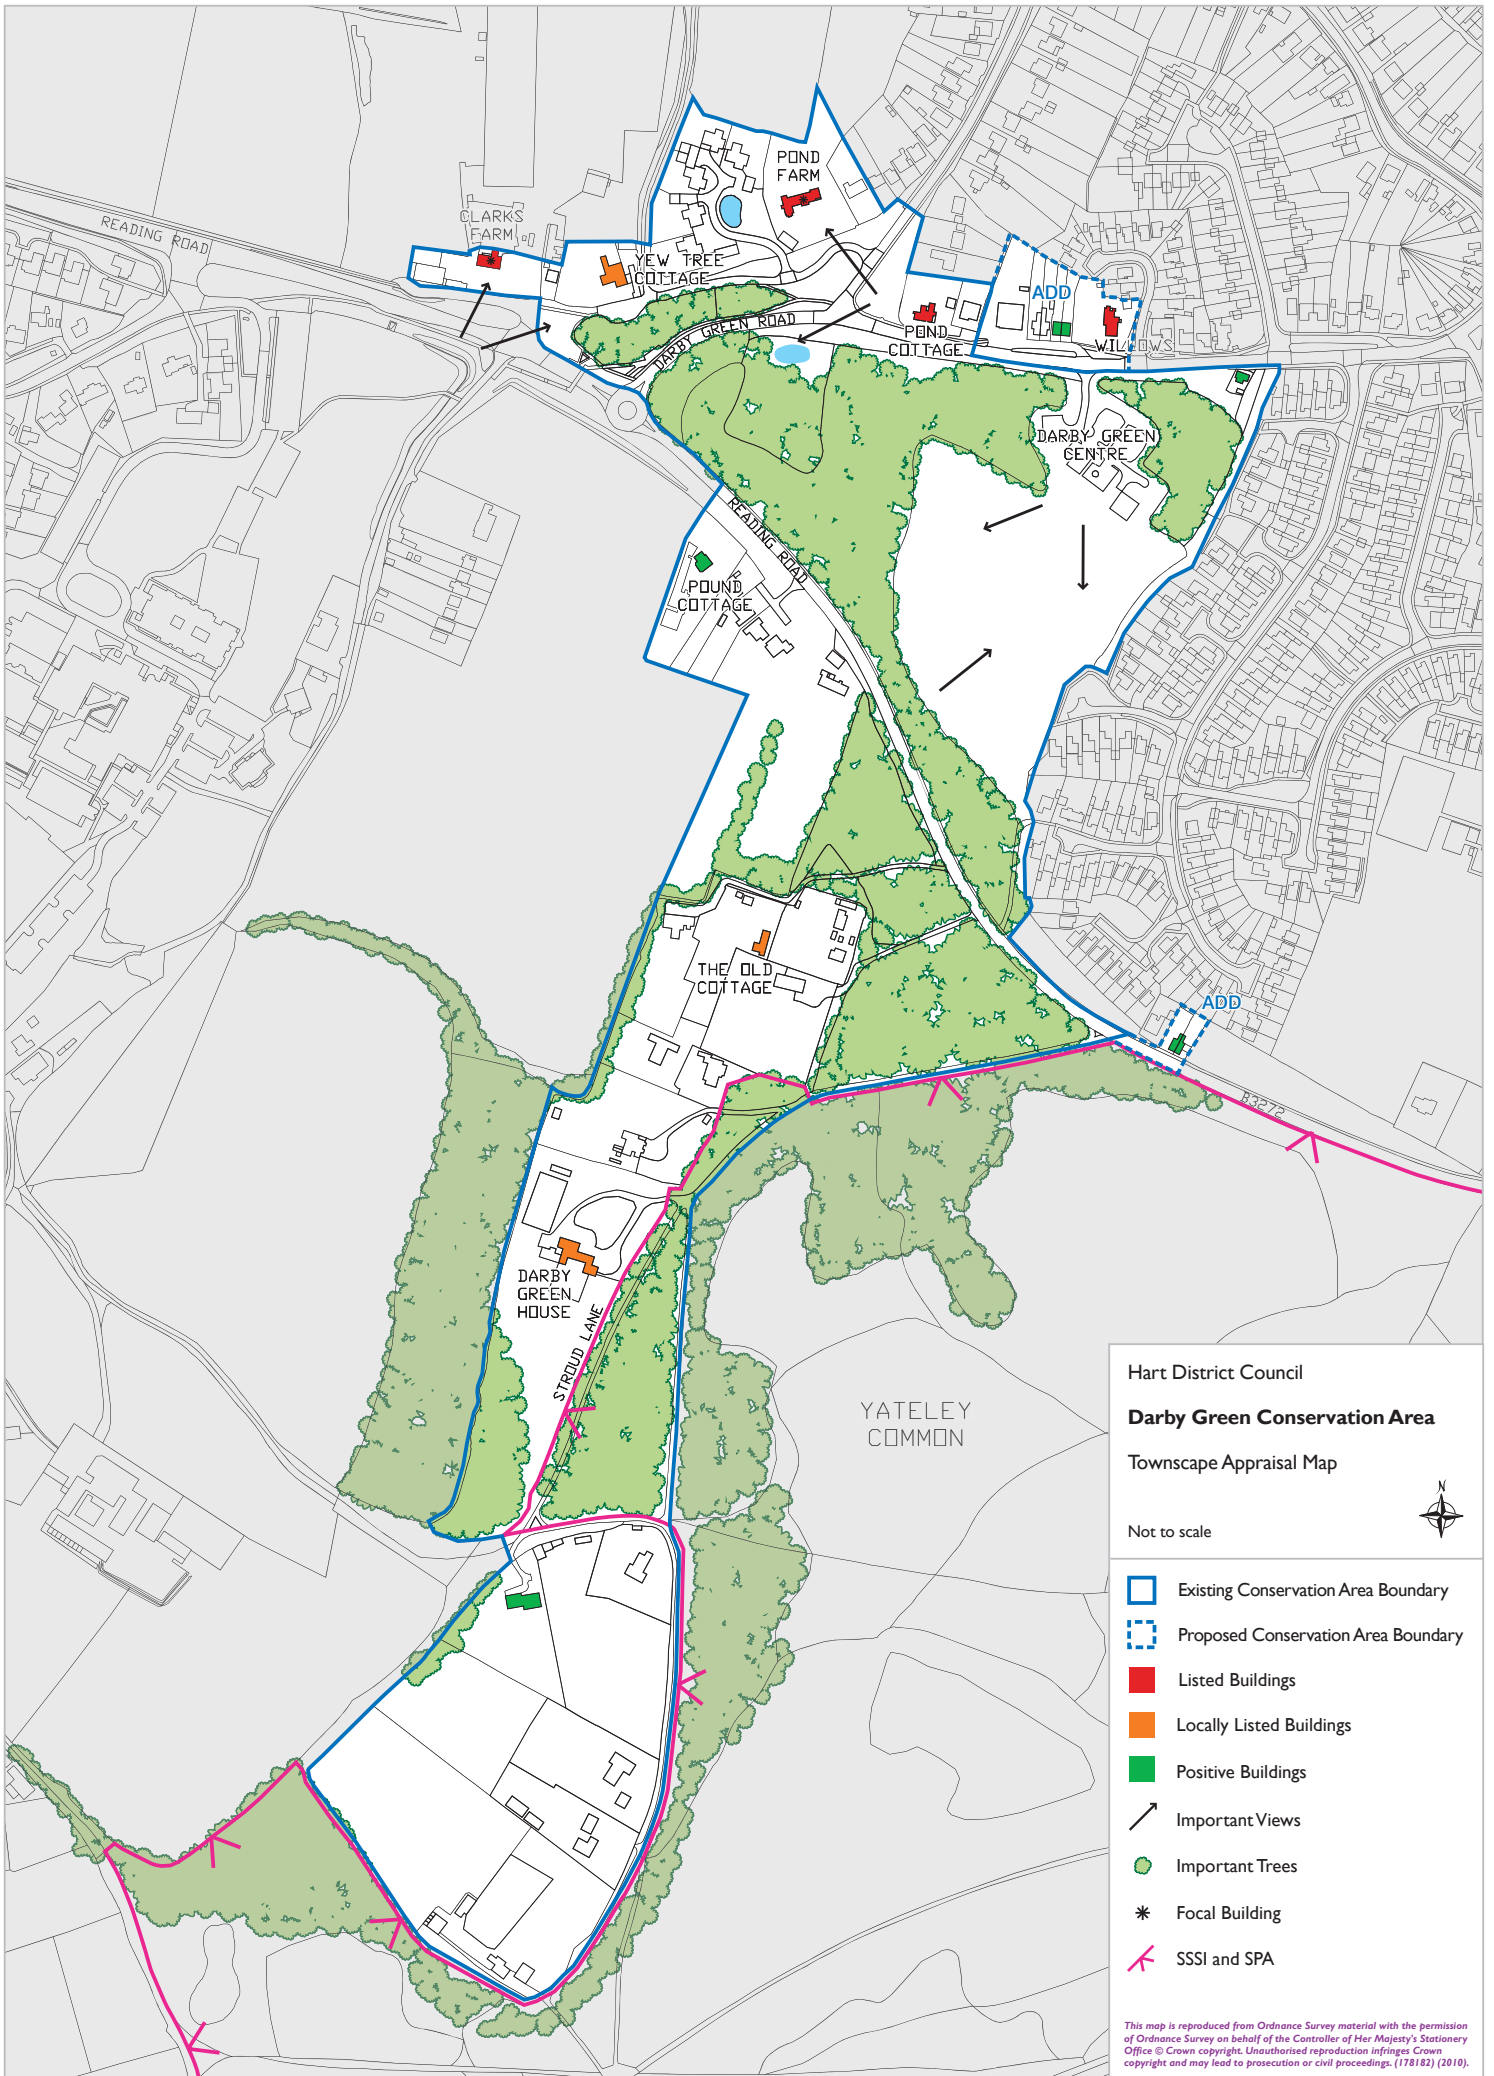 POND
FARM
CLARKS
FARM
READING ROAD
YEW TREE
COTTAGE
ADD
DARBY GREEN ROAD
POND
COTTAGE
WILLOWS
DARBY GREEN
CENTRE
READING ROAD
POUND
COTTAGE
THE OLD
COTTAGE
ADD
B3272
DARBY
GREEN
HOUSE
STROUD LANE
YATELEY
COMMON
Hart District Council
Darby Green Conservation Area
Townscape Appraisal Map
N
Not to scale
Existing Conservation Area Boundary
Proposed Conservation Area Boundary
Listed Buildings
Locally Listed Buildings
Positive Buildings
Important Views
Important Trees
Focal Building
SSSI and SPA
This map is reproduced from Ordnance Survey material with the permission
of Ordnance Survey on behalf of the Controller of Her Majesty's Stationery
Office © Crown copyright. Unauthorised reproduction infringes Crown
copyright and may lead to prosecution or civil proceedings. (178182) (2010).